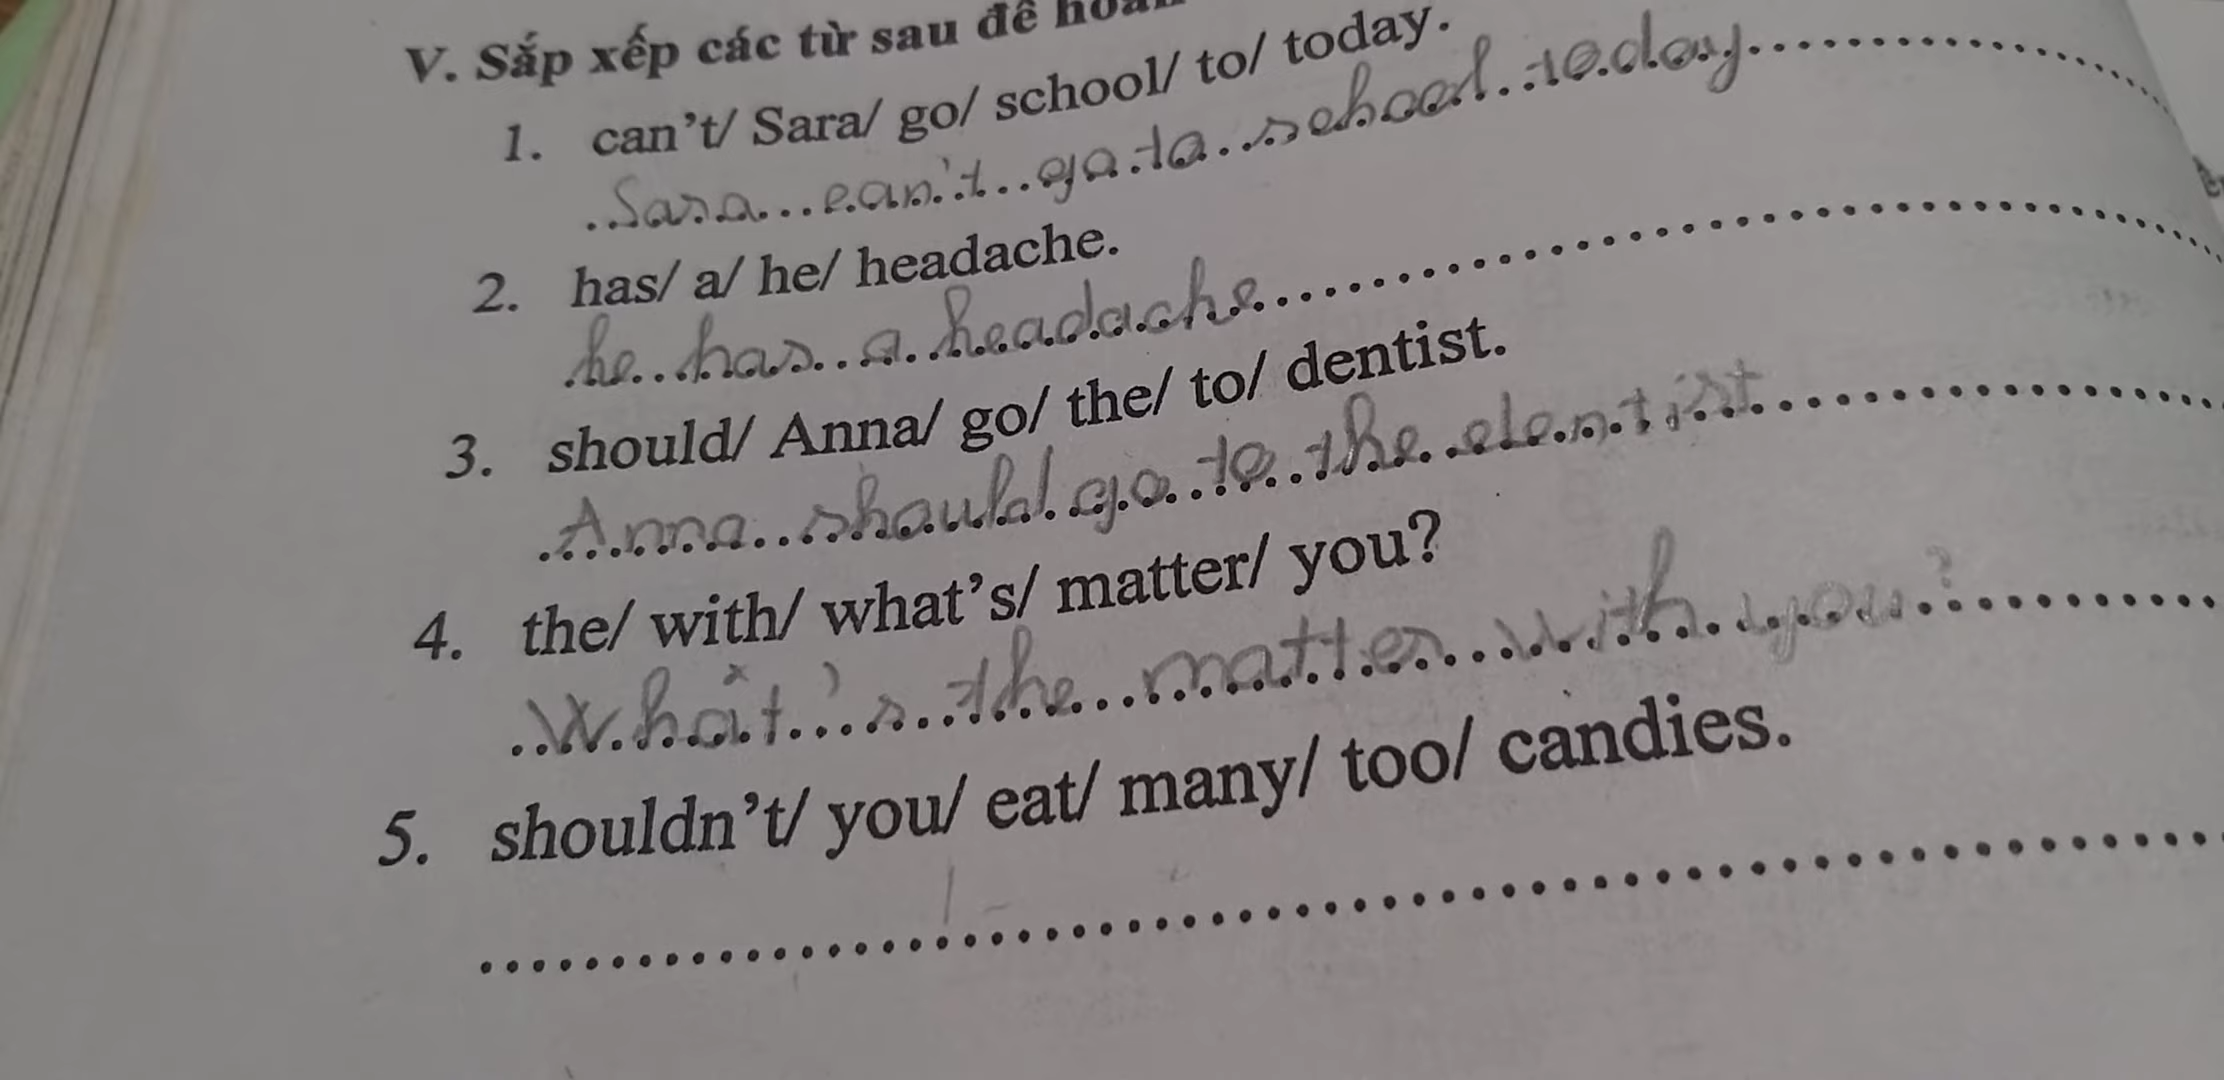 V. Sắp xếp các từ sau để
1. can't/ Sara/ go/ school/ to/ today.
Sara can't go to school today
2. has/ a/ he/ headache.
he has a headache
3. should/ Anna/ go/ the/ to/ dentist.
Anna should go to the dentist
4. the/ with/ what's/ matter/ you?
What's the matter with you?
5. shouldn't/ you/ eat/ many/ too/ candies.